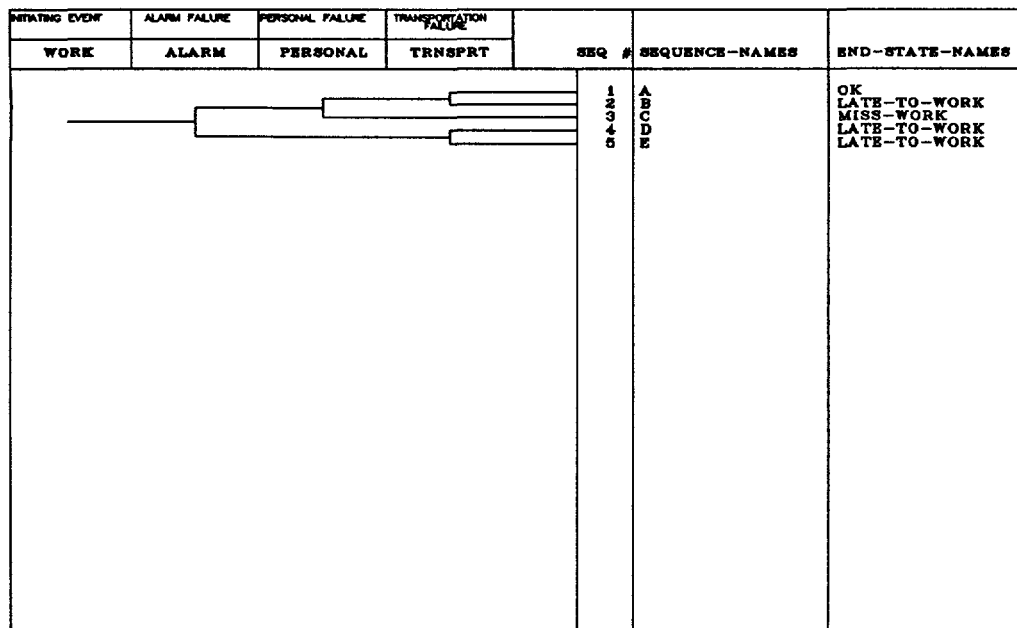 INITIATING EVENT ALARM FAILURE PERSONAL FAILURE TRANSPORTATION FAILURE
WORK ALARM PERSONAL TRNSPRT SEQ # SEQUENCE-NAMES END-STATE-NAMES
1 A OK
2 B LATE-TO-WORK
3 C MISS-WORK
4 D LATE-TO-WORK
5 E LATE-TO-WORK